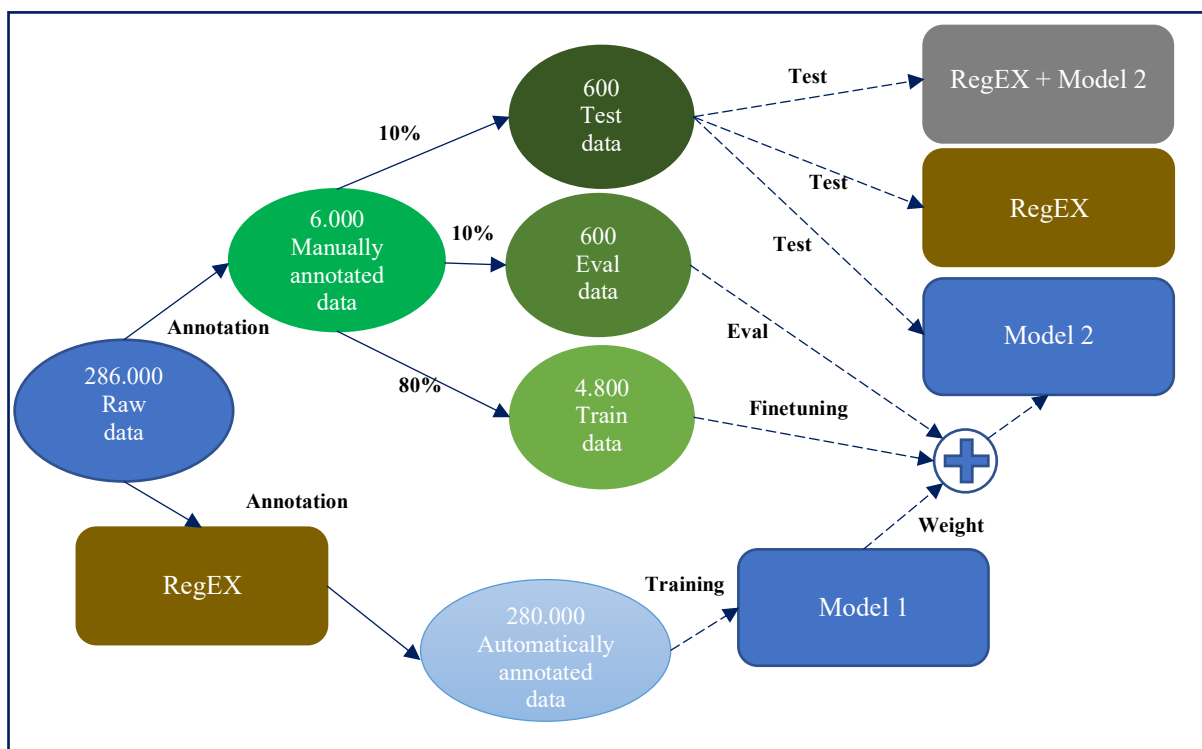 600
Test
data
Test
RegEX + Model 2
10%
Test
RegEX
6.000
Manually
annotated
data
10%
600
Eval
data
Test
Model 2
Annotation
Eval
286.000
Raw
data
80%
4.800
Train
data
Finetuning
Annotation
Weight
RegEX
280.000
Automatically
annotated
data
Training
Model 1